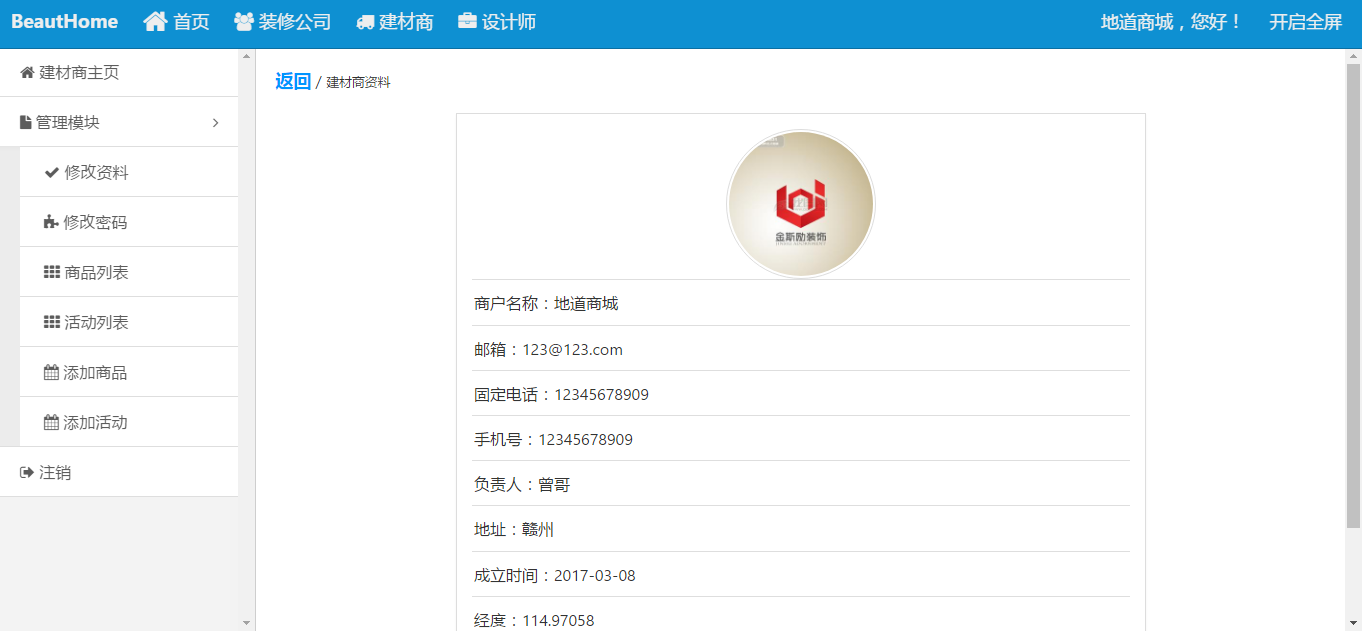 BeautHome 首页 装修公司 建材商 设计师 地道商城，您好！ 开启全屏
建材商主页
管理模块
修改资料
修改密码
商品列表
活动列表
添加商品
添加活动
注销
返回 / 建材商资料
金斯励装饰
商户名称：地道商城
邮箱：123@123.com
固定电话：12345678909
手机号：12345678909
负责人：曾哥
地址：赣州
成立时间：2017-03-08
经度：114.97058